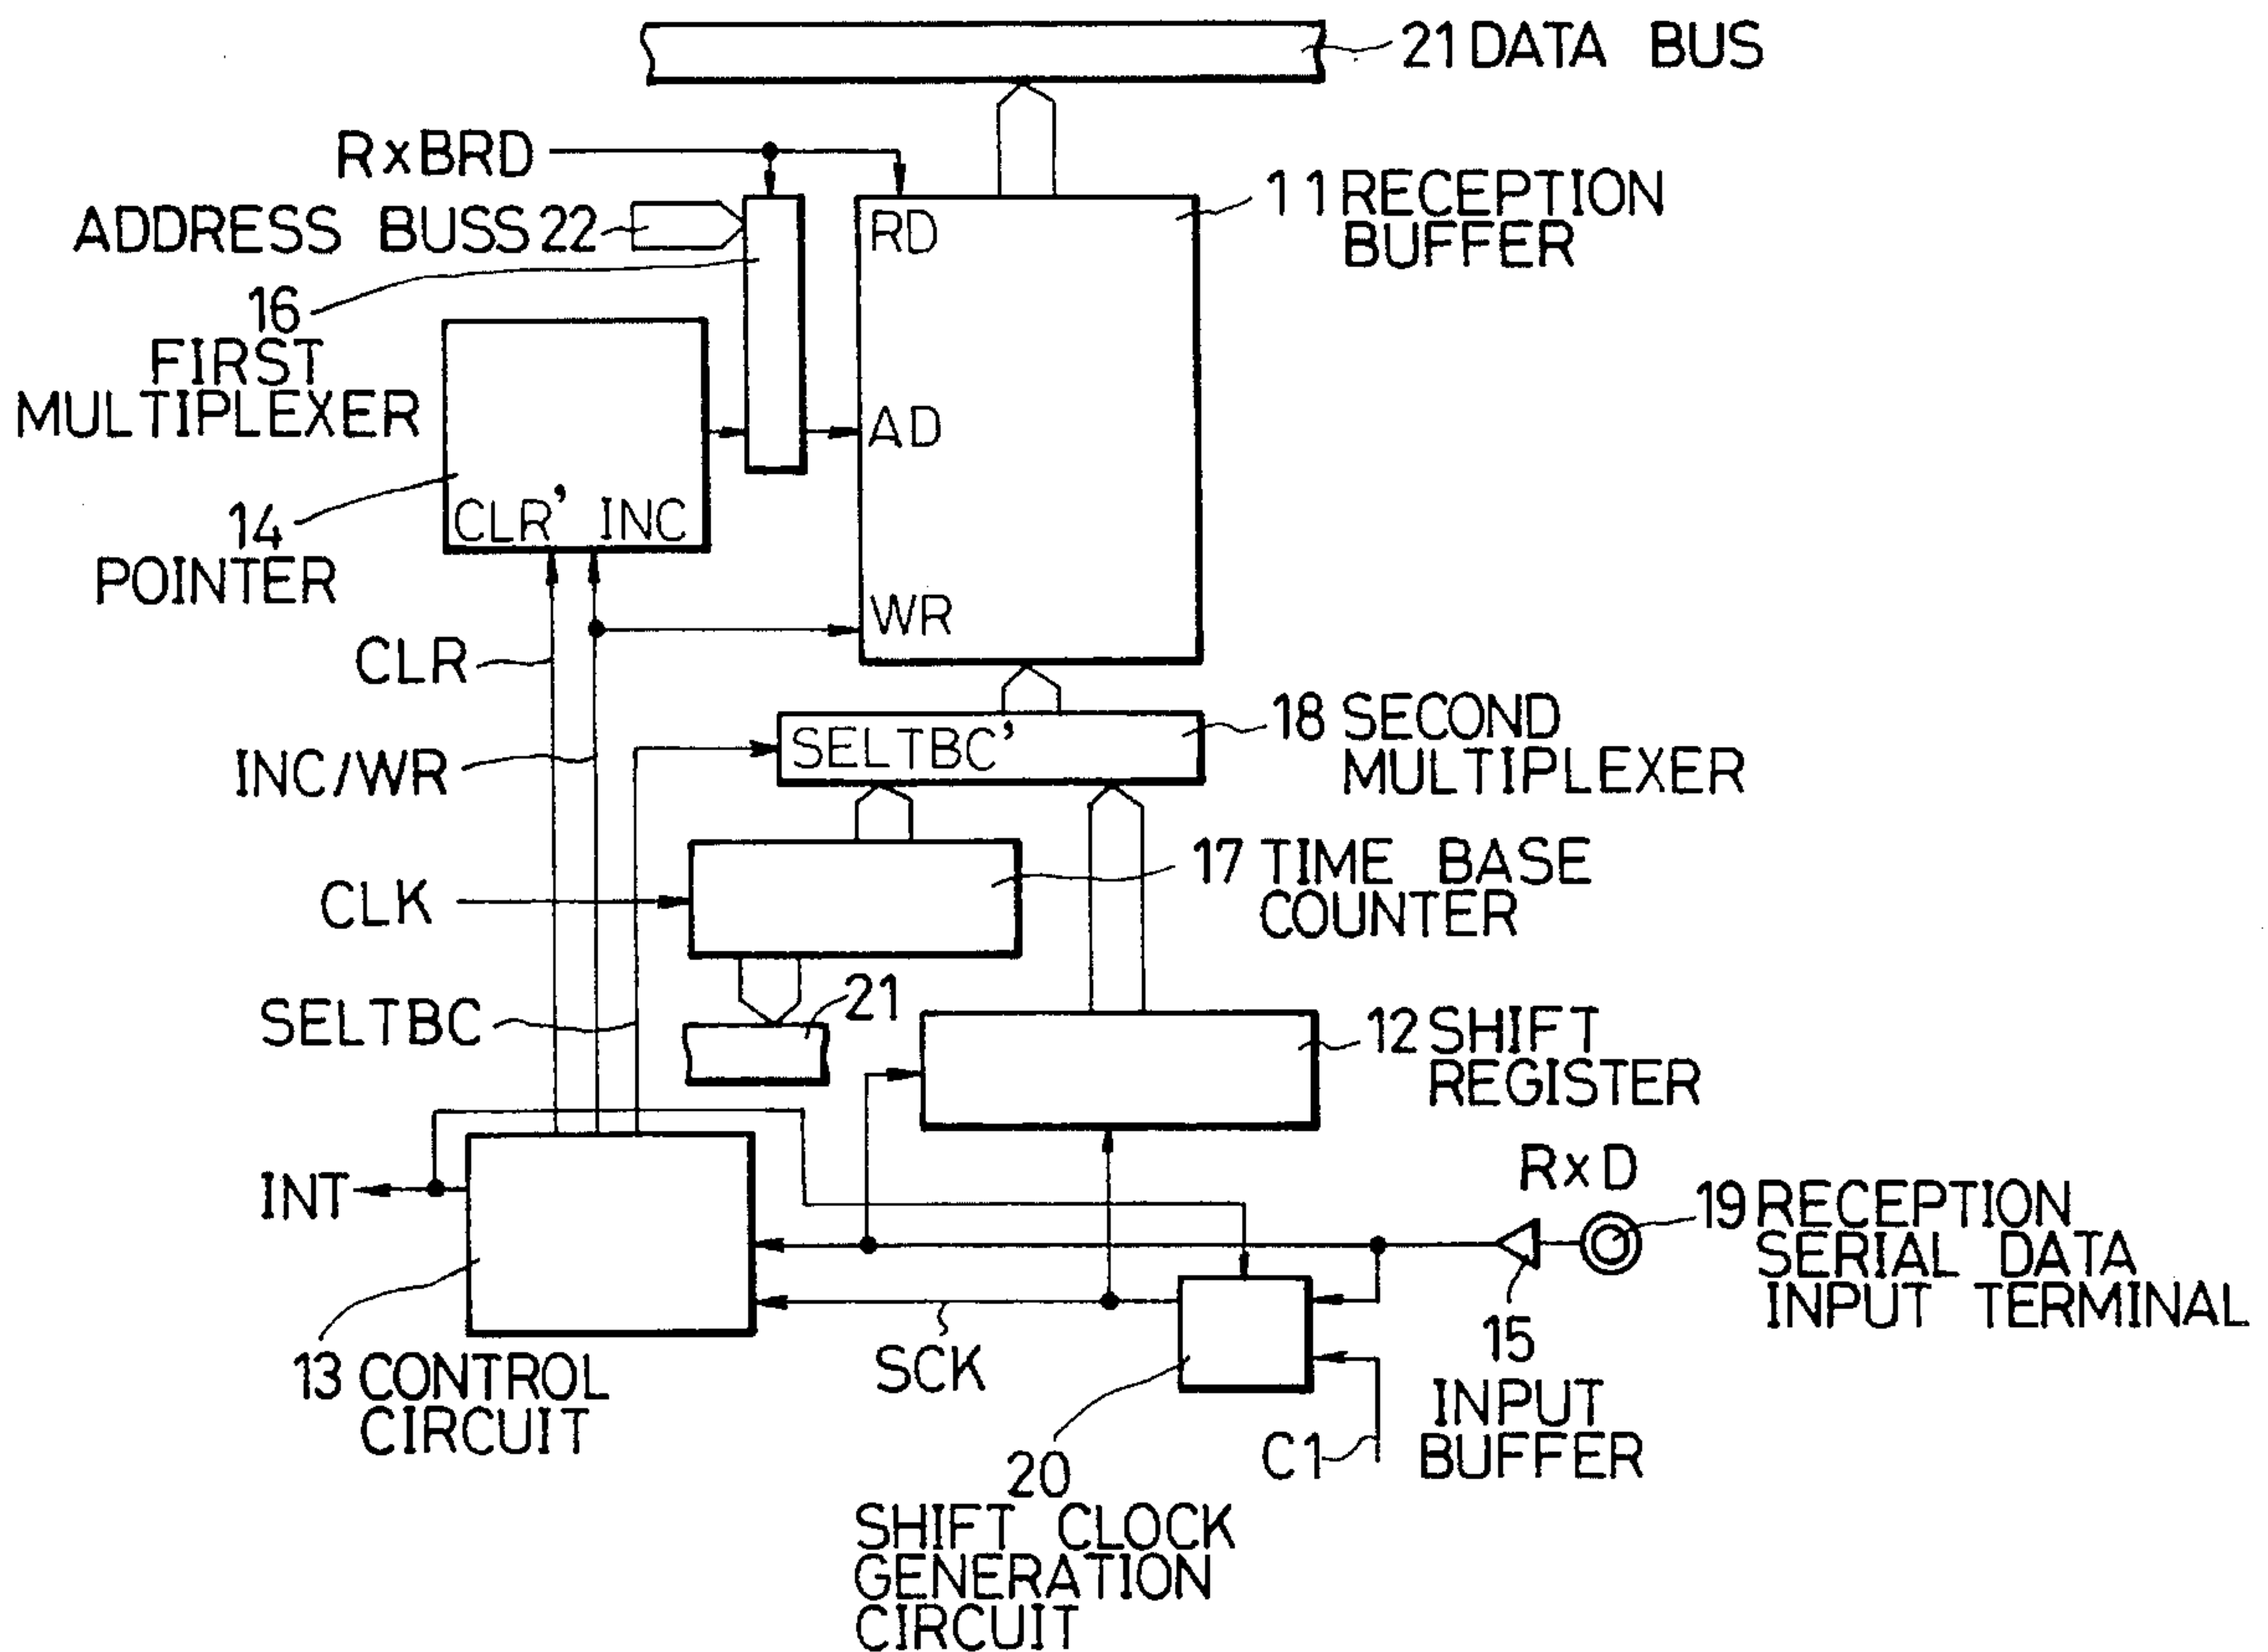 21 DATA BUS
RxBRD
ADDRESS BUSS 22
11 RECEPTION
BUFFER
RD
16
FIRST
MULTIPLEXER
AD
CLR' INC
14
POINTER
WR
CLR
18 SECOND
MULTIPLEXER
SELTBC'
INC/WR
17 TIME BASE
COUNTER
CLK
SELTBC
21
12 SHIFT
REGISTER
RxD
INT
19 RECEPTION
SERIAL DATA
INPUT TERMINAL
15
INPUT
BUFFER
13 CONTROL
CIRCUIT
SCK
C1
20
SHIFT CLOCK
GENERATION
CIRCUIT